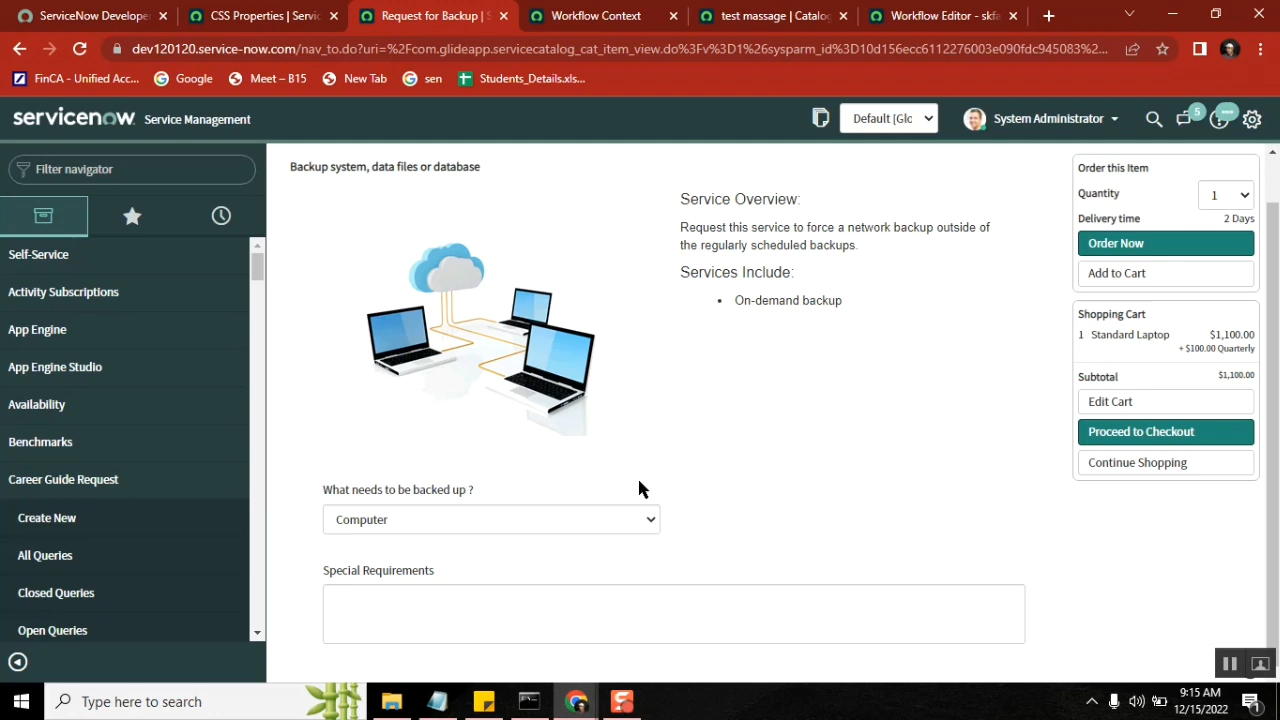 ServiceNow Develope
CSS Properties | Servic
Request for Backup | S
Workflow Context
test massage | Catalog
Workflow Editor - skfa
dev120120.service-now.com/nav_to.do?uri=%2Fcom.glideapp.servicecatalog_cat_item_view.do%3Fv%3D1%26sysparm_id%3D10d156ecc6112276003e090fdc945083%2...
FinCA - Unified Acc...
Google
Meet – B15
New Tab
sen
Students_Details.xls...
servicenow Service Management
Default [Glo
System Administrator
5
Filter navigator
Self-Service
Activity Subscriptions
App Engine
App Engine Studio
Availability
Benchmarks
Career Guide Request
Create New
All Queries
Closed Queries
Open Queries
Backup system, data files or database
Service Overview:
Request this service to force a network backup outside of
the regularly scheduled backups.
Services Include:
• On-demand backup
What needs to be backed up ?
Computer
Special Requirements
Order this Item
Quantity 1
Delivery time 2 Days
Order Now
Add to Cart
Shopping Cart
1 Standard Laptop $1,100.00
+ $100.00 Quarterly
Subtotal $1,100.00
Edit Cart
Proceed to Checkout
Continue Shopping
Type here to search
9:15 AM
12/15/2022
1